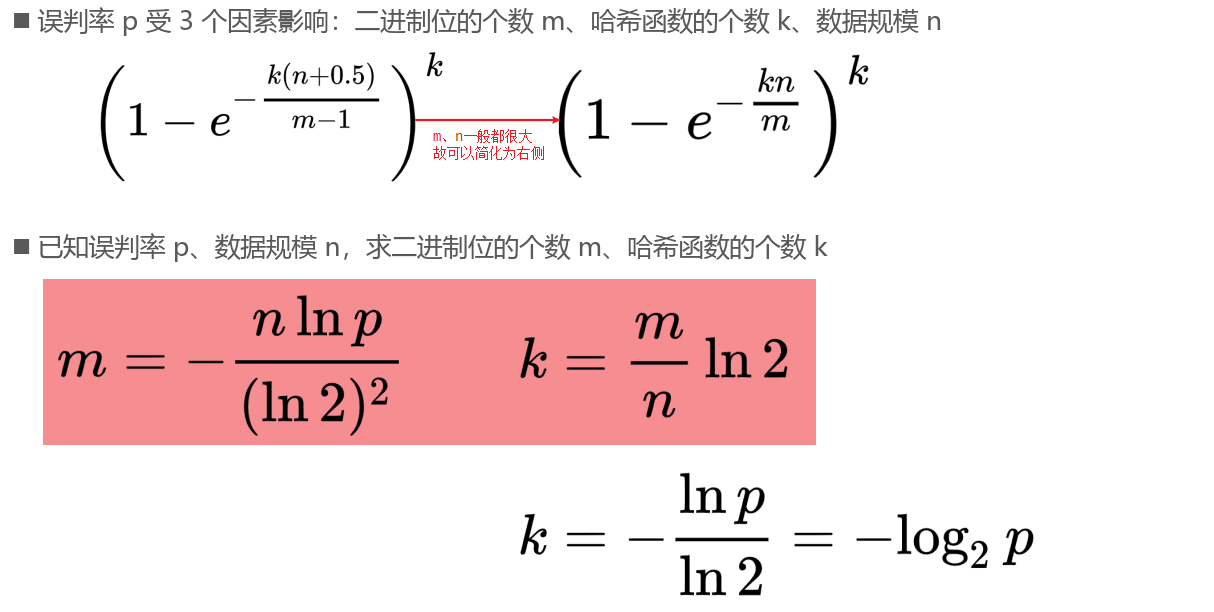 ■ 误判率 p 受 3 个因素影响：二进制位的个数 m、哈希函数的个数 k、数据规模 n
(1 − e^{−\frac{k(n+0.5)}{m−1}})^k → (1 − e^{−\frac{kn}{m}})^k
m、n一般都很大
故可以简化为右侧
■ 已知误判率 p、数据规模 n，求二进制位的个数 m、哈希函数的个数 k
m = −\frac{n ln p}{(ln 2)^2} k = \frac{m}{n} ln 2
k = −\frac{ln p}{ln 2} = −log_2 p